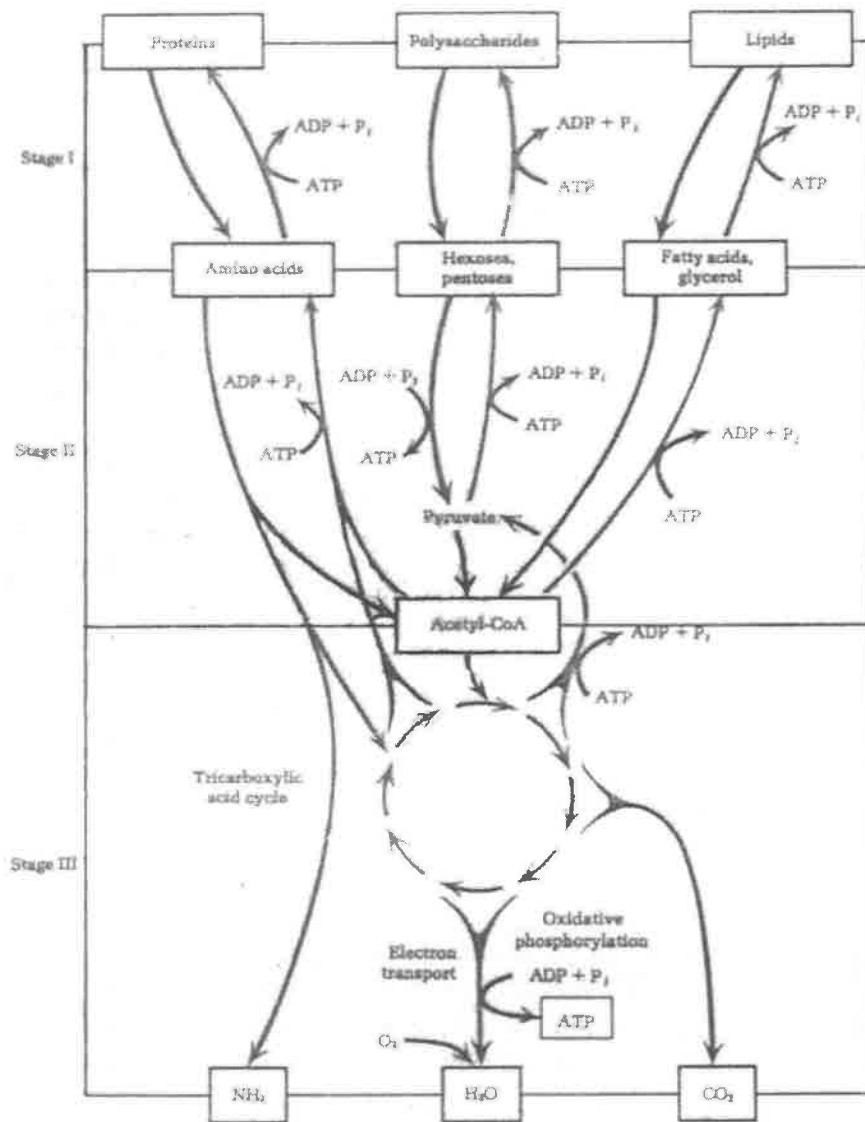 Proteins
Polysaccharides
Lipids
Stage I
ADP + Pi
ATP
ADP + Pi
ATP
ADP + Pi
ATP
Amino acids
Hexoses,
pentoses
Fatty acids,
glycerol
Stage II
ADP + Pi
ATP
ADP + Pi
ATP
ADP + Pi
ATP
ADP + Pi
ATP
Pyruvate
Acetyl-CoA
ADP + Pi
ATP
Tricarboxylic
acid cycle
Stage III
Electron
transport
Oxidative
phosphorylation
ADP + Pi
ATP
O₂
NH₃
H₂O
CO₂